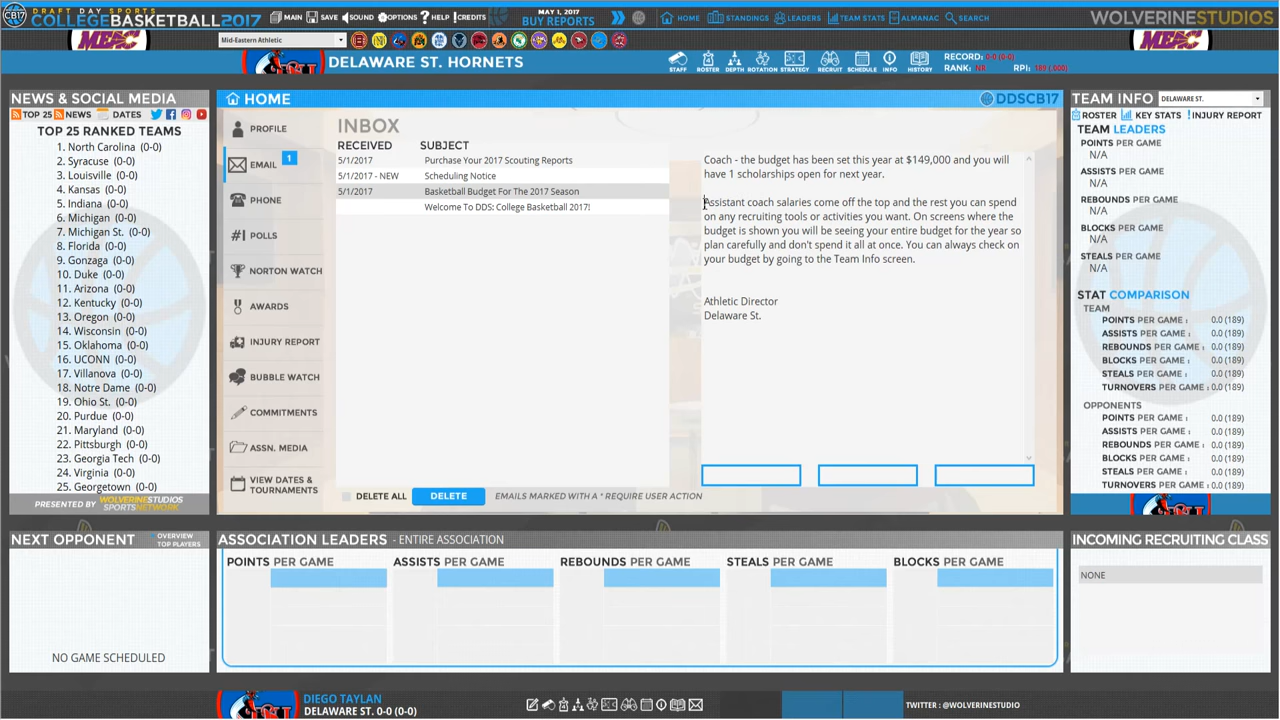 DRAFT DAY SPORTS
CB17
COLLEGEBASKETBALL2017
MAIN
SAVE
SOUND
OPTIONS
? HELP
! CREDITS
MAY 1, 2017
BUY REPORTS
HOME
STANDINGS
LEADERS
TEAM STATS
ALMANAC
SEARCH
WOLVERINESTUDIOS
MEAC
Mid-Eastern Athletic
MEAC
DELAWARE ST. HORNETS
STAFF
ROSTER
DEPTH
ROTATION
STRATEGY
RECRUIT
SCHEDULE
INFO
HISTORY
RECORD: 0-0 (0-0)
RANK: NR
RPI: 189 (.000)
NEWS & SOCIAL MEDIA
TOP 25
NEWS
DATES
TOP 25 RANKED TEAMS
1. North Carolina (0-0)
2. Syracuse (0-0)
3. Louisville (0-0)
4. Kansas (0-0)
5. Indiana (0-0)
6. Michigan (0-0)
7. Michigan St. (0-0)
8. Florida (0-0)
9. Gonzaga (0-0)
10. Duke (0-0)
11. Arizona (0-0)
12. Kentucky (0-0)
13. Oregon (0-0)
14. Wisconsin (0-0)
15. Oklahoma (0-0)
16. UCONN (0-0)
17. Villanova (0-0)
18. Notre Dame (0-0)
19. Ohio St. (0-0)
20. Purdue (0-0)
21. Maryland (0-0)
22. Pittsburgh (0-0)
23. Georgia Tech (0-0)
24. Virginia (0-0)
25. Georgetown (0-0)
PRESENTED BY WOLVERINESTUDIOS
SPORTSNETWORK
HOME
DDSCB17
PROFILE
EMAIL 1
PHONE
#1 POLLS
NORTON WATCH
AWARDS
INJURY REPORT
BUBBLE WATCH
COMMITMENTS
ASSN. MEDIA
VIEW DATES &
TOURNAMENTS
INBOX
RECEIVED SUBJECT
5/1/2017 Purchase Your 2017 Scouting Reports
5/1/2017 - NEW Scheduling Notice
5/1/2017 Basketball Budget For The 2017 Season
Welcome To DDS: College Basketball 2017!
Coach - the budget has been set this year at $149,000 and you will
have 1 scholarships open for next year.
Assistant coach salaries come off the top and the rest you can spend
on any recruiting tools or activities you want. On screens where the
budget is shown you will be seeing your entire budget for the year so
plan carefully and don't spend it all at once. You can always check on
your budget by going to the Team Info screen.
Athletic Director
Delaware St.
DELETE ALL
DELETE
EMAILS MARKED WITH A * REQUIRE USER ACTION
TEAM INFO
DELAWARE ST.
ROSTER
KEY STATS
! INJURY REPORT
TEAM LEADERS
POINTS PER GAME :
N/A
ASSISTS PER GAME :
N/A
REBOUNDS PER GAME :
N/A
BLOCKS PER GAME :
N/A
STEALS PER GAME :
N/A
STAT COMPARISON
TEAM
POINTS PER GAME : 0.0 (189)
ASSISTS PER GAME : 0.0 (189)
REBOUNDS PER GAME : 0.0 (189)
BLOCKS PER GAME : 0.0 (189)
STEALS PER GAME : 0.0 (189)
TURNOVERS PER GAME : 0.0 (189)
OPPONENTS
POINTS PER GAME : 0.0 (189)
ASSISTS PER GAME : 0.0 (189)
REBOUNDS PER GAME : 0.0 (189)
BLOCKS PER GAME : 0.0 (189)
STEALS PER GAME : 0.0 (189)
TURNOVERS PER GAME : 0.0 (189)
NEXT OPPONENT
OVERVIEW
TOP PLAYERS
NO GAME SCHEDULED
ASSOCIATION LEADERS - ENTIRE ASSOCIATION
POINTS PER GAME
ASSISTS PER GAME
REBOUNDS PER GAME
STEALS PER GAME
BLOCKS PER GAME
INCOMING RECRUITING CLASS
NONE
DIEGO TAYLAN
DELAWARE ST. 0-0 (0-0)
TWITTER : @WOLVERINESTUDIO